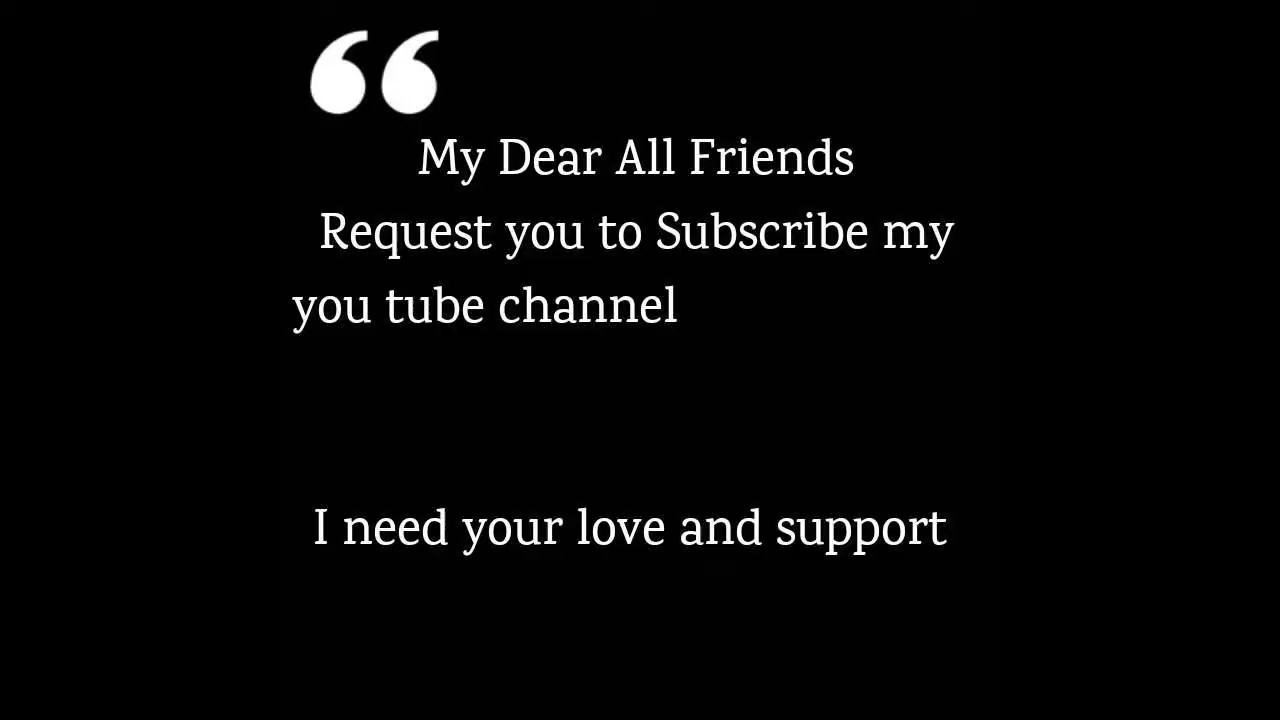 “
My Dear All Friends
Request you to Subscribe my
you tube channel
I need your love and support